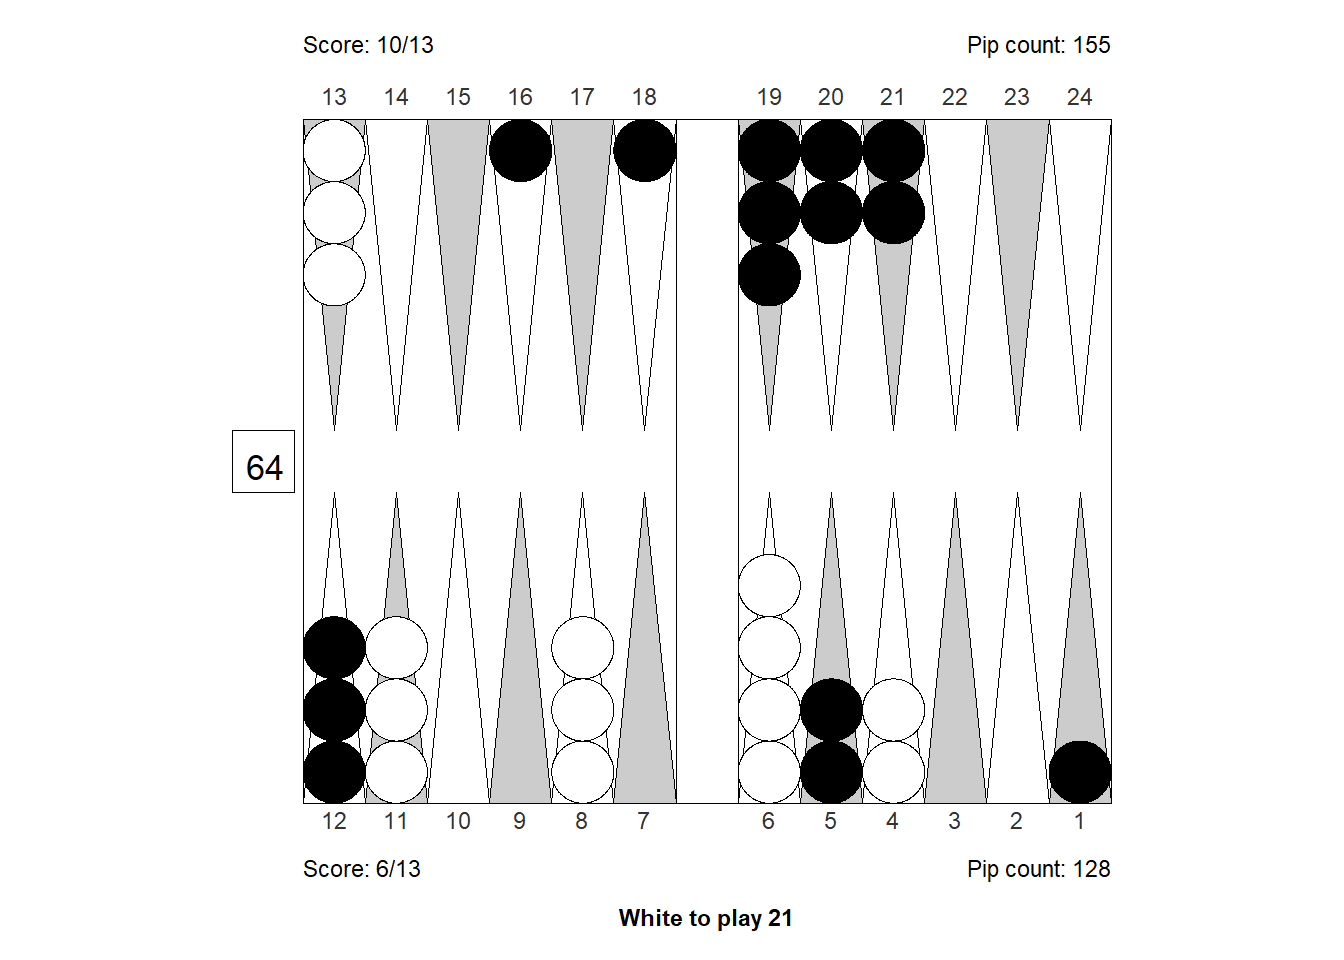 Score: 10/13 Pip count: 155
13 14 15 16 17 18 19 20 21 22 23 24
64
12 11 10 9 8 7 6 5 4 3 2 1
Score: 6/13 Pip count: 128
White to play 21